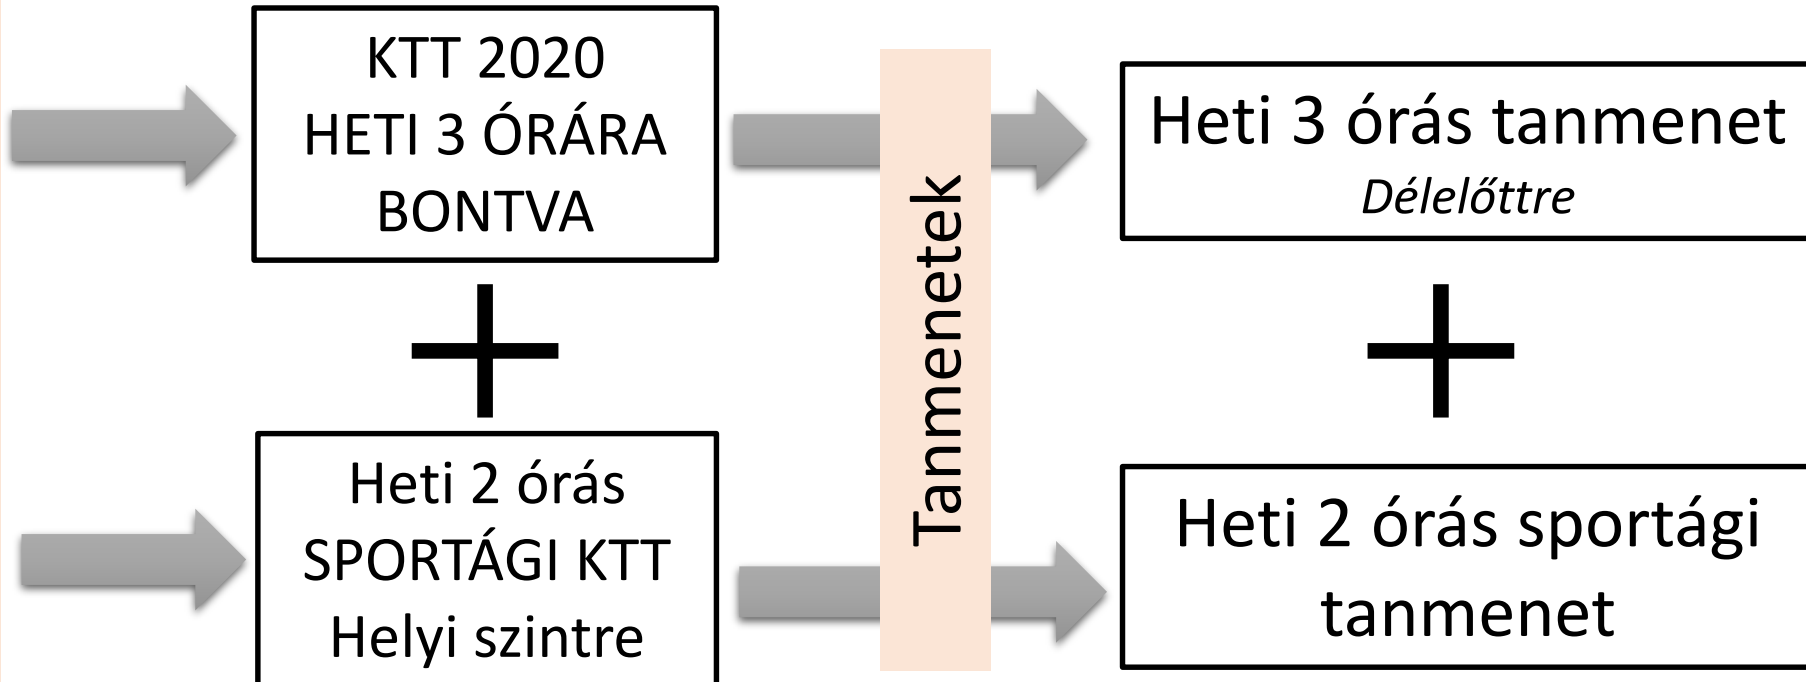 KTT 2020
HETI 3 ÓRÁRA
BONTVA
Heti 2 órás
SPORTÁGI KTT
Helyi szintre
Tanmenetek
Heti 3 órás tanmenet
Délelőttre
Heti 2 órás sportági
tanmenet